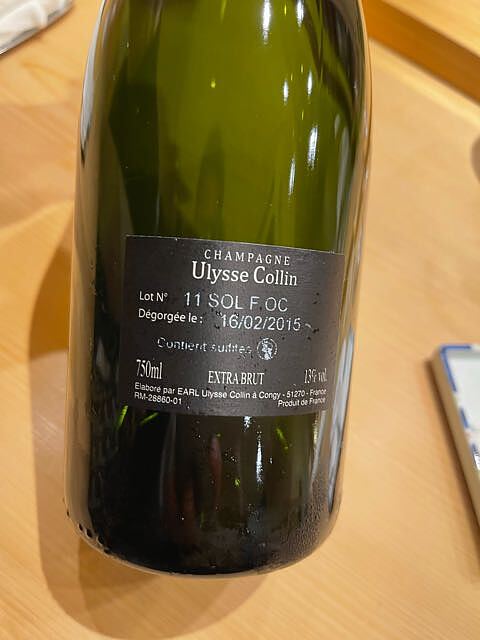 CHAMPAGNE
Ulysse Collin
Lot N° 11 SOL F.OC
Dégorgée le : 16/02/2015
Contient sulfites
750ml EXTRA BRUT 13% vol.
Elaboré par EARL Ulysse Collin à Congy - 51270 - France
RM-26860-01 Produit de France